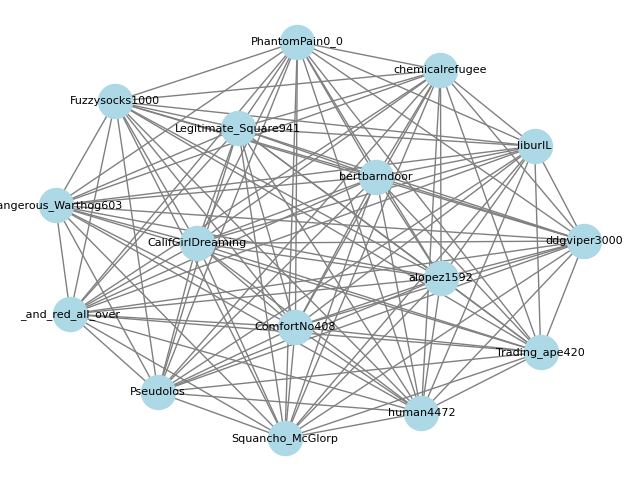 PhantomPain0_0
chemicalrefugee
Fuzzysocks1000
Legitimate_Square941
liburIL
bertbarndoor
angerous_Warthog603
ddgviper3000
CalifGirlDreaming
alopez1592
_and_red_all_over
ComfortNo408
Trading_ape420
Pseudolos
human4472
Squancho_McGlorp